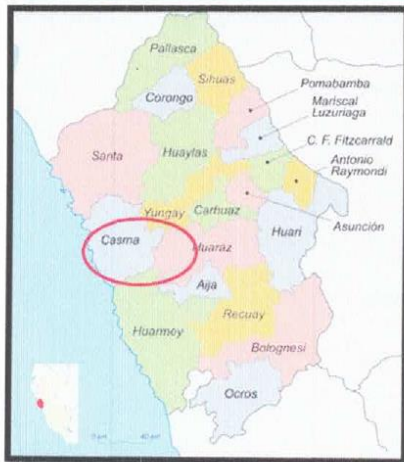 Pallasca
Sihuas
Corongo
Pomabamba
Mariscal
Luzuriaga
Santa
Huaylas
C. F. Fitzcarrald
Antonio
Raymondi
Yungay
Carhuaz
Asunción
Casma
Huaraz
Huari
Aija
Recuay
Huarmey
Bolognesi
Ocros